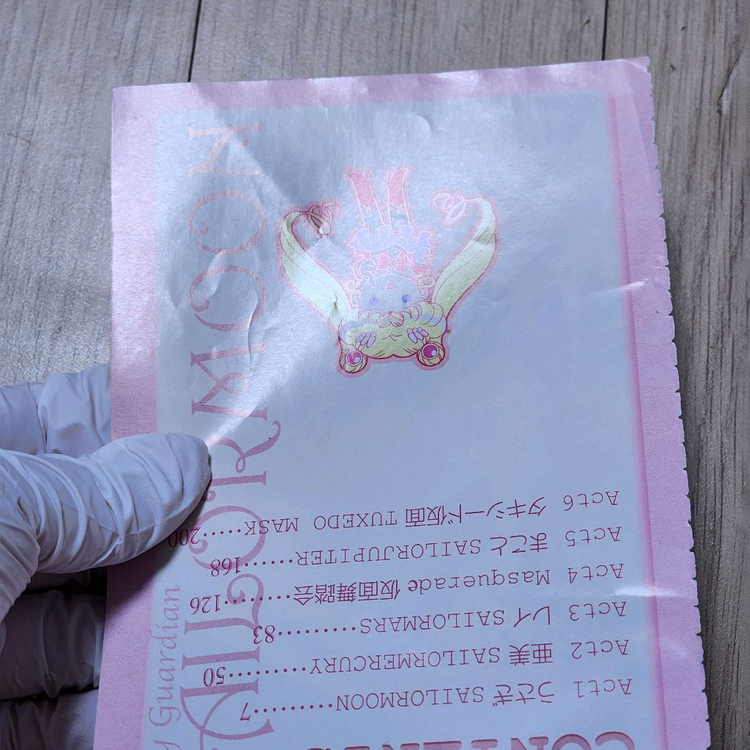 CONTENTS
Act1 うさぎ SAILORMOON········7
Act2 亜美 SAILORMERCURY·········50
Act3 レイ SAILORMARS·········83
Act4 Masquerade 仮面舞踏会········126
Act5 まこと SAILORJUPITER·······168
Act6 タキシード仮面 TUXEDO MASK·····200
y Guardian
AILORMOON